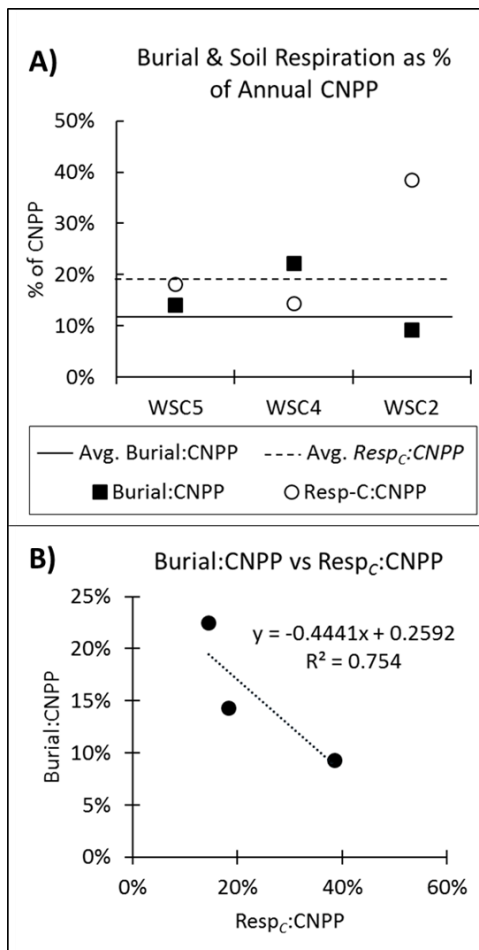 A)
Burial & Soil Respiration as %
of Annual CNPP
50%
40%
30%
20%
10%
0%
% of CNPP
WSC5 WSC4 WSC2
Avg. Burial:CNPP Avg. RespC:CNPP
Burial:CNPP Resp-C:CNPP
B)
Burial:CNPP vs RespC:CNPP
25%
20%
15%
10%
5%
0%
Burial:CNPP
y = -0.4441x + 0.2592
R² = 0.754
0% 20% 40% 60%
RespC:CNPP